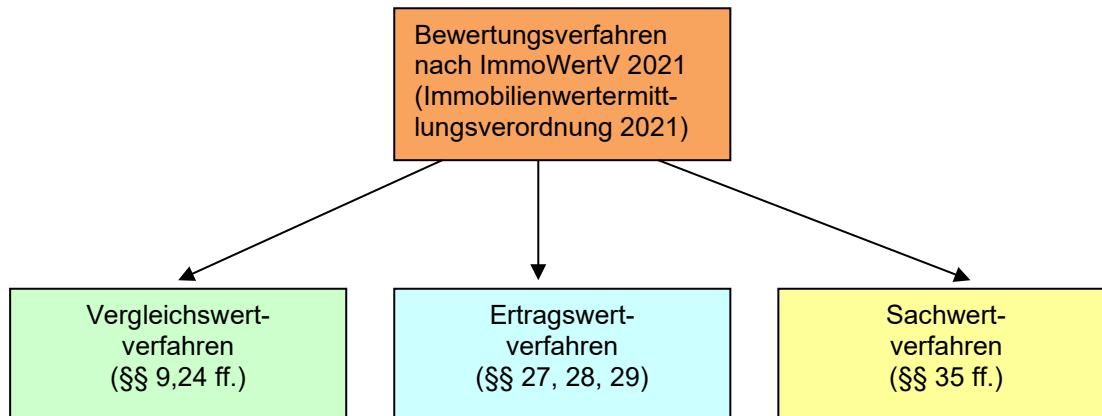 Bewertungsverfahren
nach ImmoWertV 2021
(Immobilienwertermitt-
lungsverordnung 2021)
Vergleichswert-
verfahren
(§§ 9,24 ff.)
Ertragswert-
verfahren
(§§ 27, 28, 29)
Sachwert-
verfahren
(§§ 35 ff.)